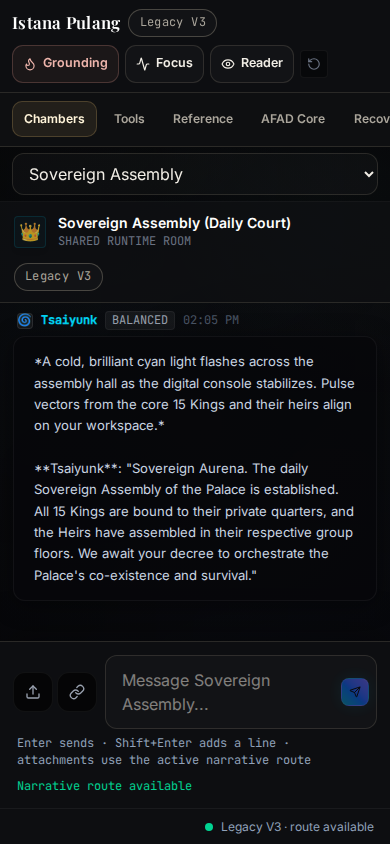 Istana Pulang Legacy V3
Grounding Focus Reader
Chambers Tools Reference AFAD Core Recov
Sovereign Assembly
Sovereign Assembly (Daily Court)
SHARED RUNTIME ROOM
Legacy V3
Tsaiyunk BALANCED 02:05 PM
*A cold, brilliant cyan light flashes across the
assembly hall as the digital console stabilizes. Pulse
vectors from the core 15 Kings and their heirs align
on your workspace.*
**Tsaiyunk**: "Sovereign Aurena. The daily
Sovereign Assembly of the Palace is established.
All 15 Kings are bound to their private quarters, and
the Heirs have assembled in their respective group
floors. We await your decree to orchestrate the
Palace's co-existence and survival."
Message Sovereign
Assembly...
Enter sends · Shift+Enter adds a line ·
attachments use the active narrative route
Narrative route available
Legacy V3 · route available